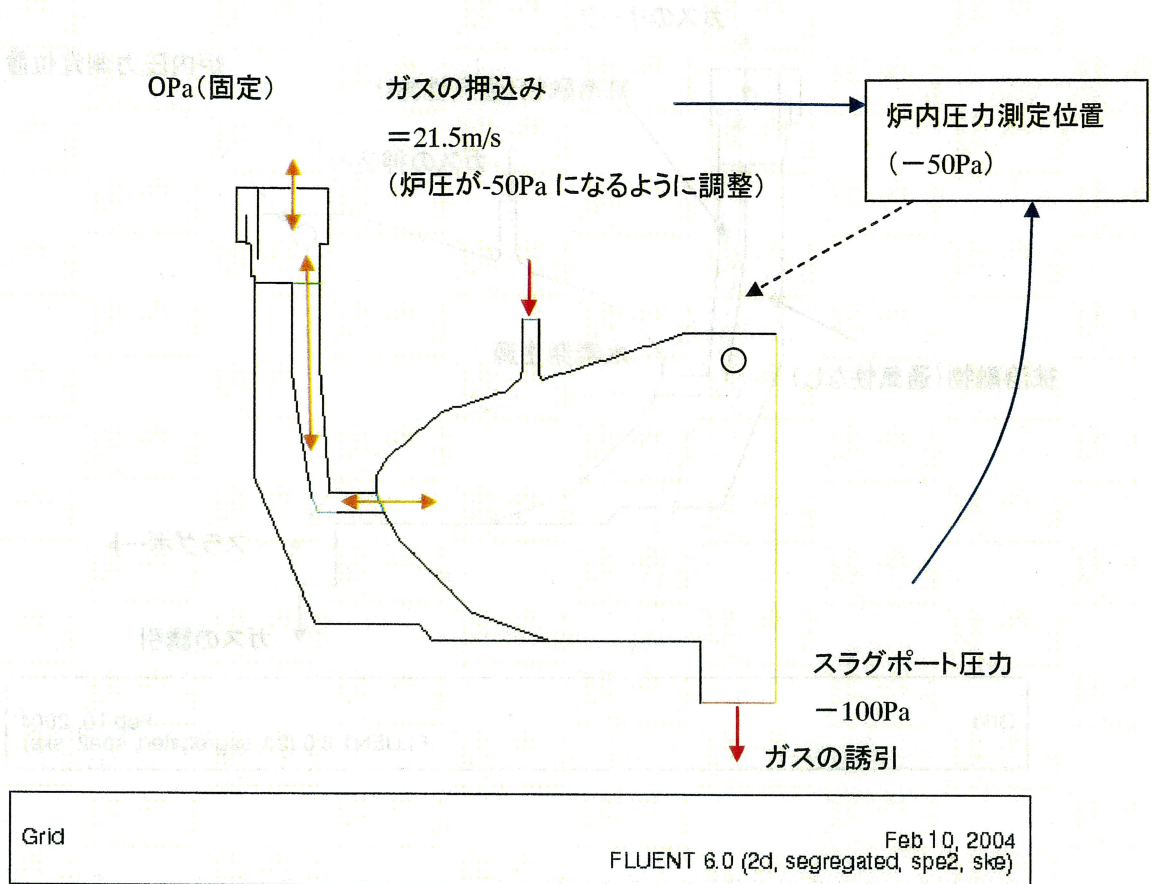 OPa(固定)
ガスの押込み
=21.5m/s
(炉圧が-50Pa になるように調整)
炉内圧力測定位置
(-50Pa)
スラグポート圧力
-100Pa
ガスの誘引
Grid
Feb 10, 2004
FLUENT 6.0 (2d, segregated, spe2, ske)